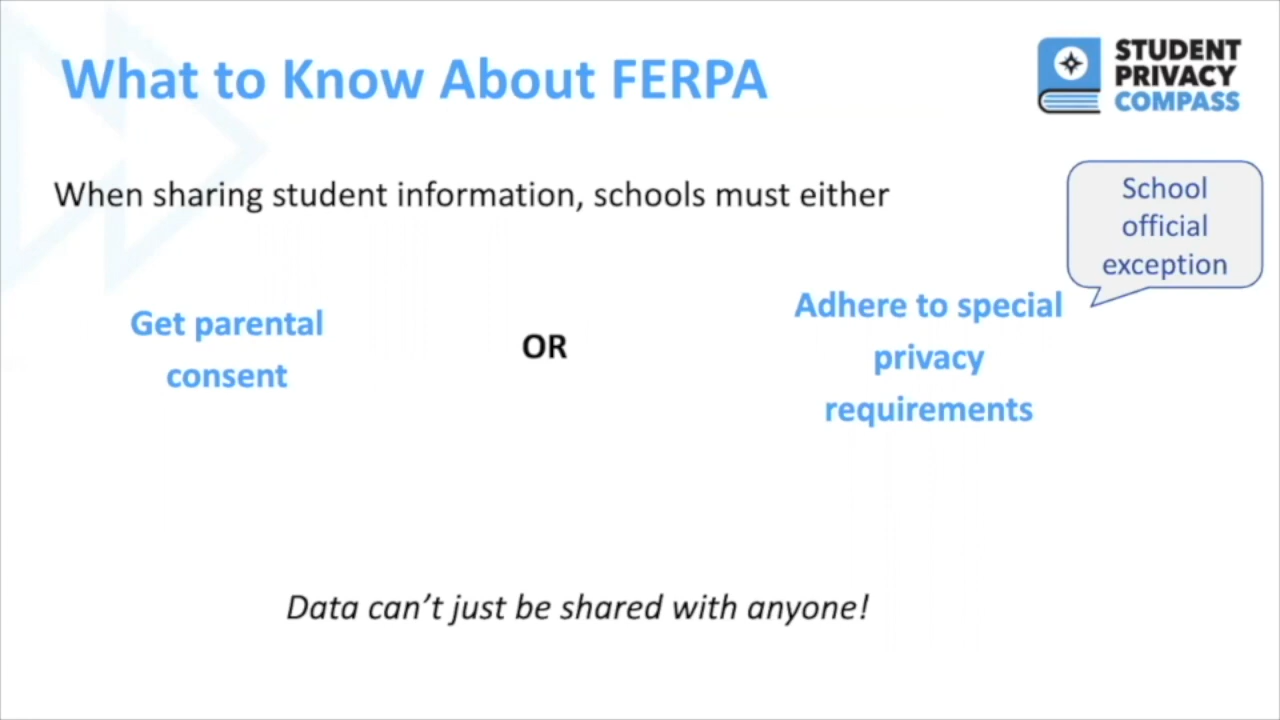 What to Know About FERPA
STUDENT
PRIVACY
COMPASS
When sharing student information, schools must either
School
official
exception
Get parental
consent
OR
Adhere to special
privacy
requirements
Data can’t just be shared with anyone!